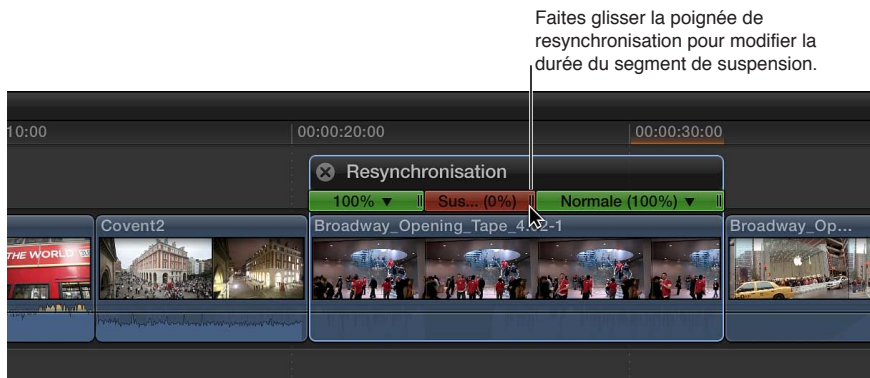 Faites glisser la poignée de
resynchronisation pour modifier la
durée du segment de suspension.
10:00
00:00:20:00
00:00:30:00
Resynchronisation
100%
Sus... (0%)
Normale (100%)
Covent2
Broadway_Opening_Tape_4
2-1
Broadway_Op...
THE WORLD